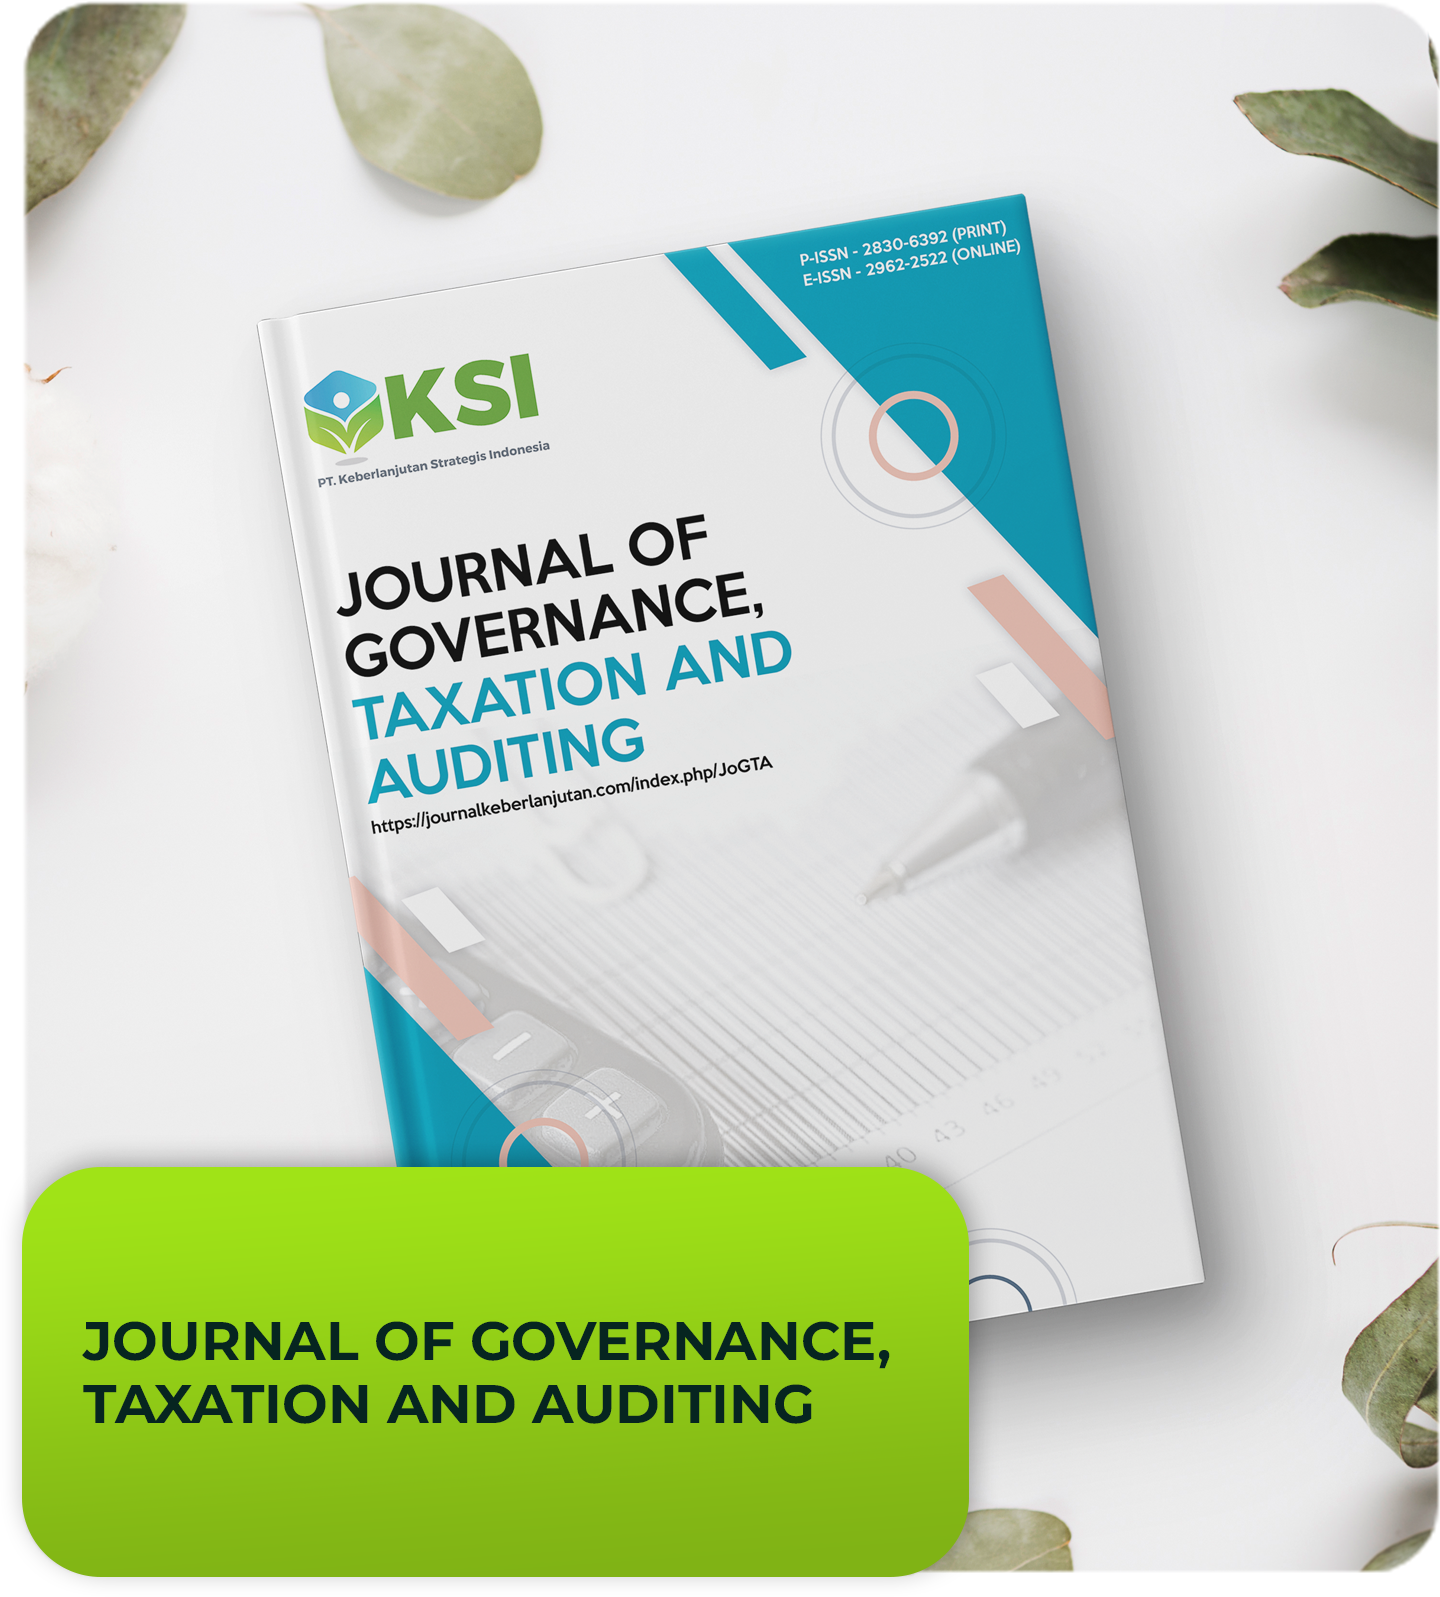 P-ISSN - 2830-6392 (PRINT)
E-ISSN - 2962-2522 (ONLINE)
KSI
PT. Keberlanjutan Strategis Indonesia
JOURNAL OF
GOVERNANCE,
TAXATION AND
AUDITING
https://journalkeberlanjutan.com/index.php/JoGTA
40 43 46 49 52
JOURNAL OF GOVERNANCE,
TAXATION AND AUDITING